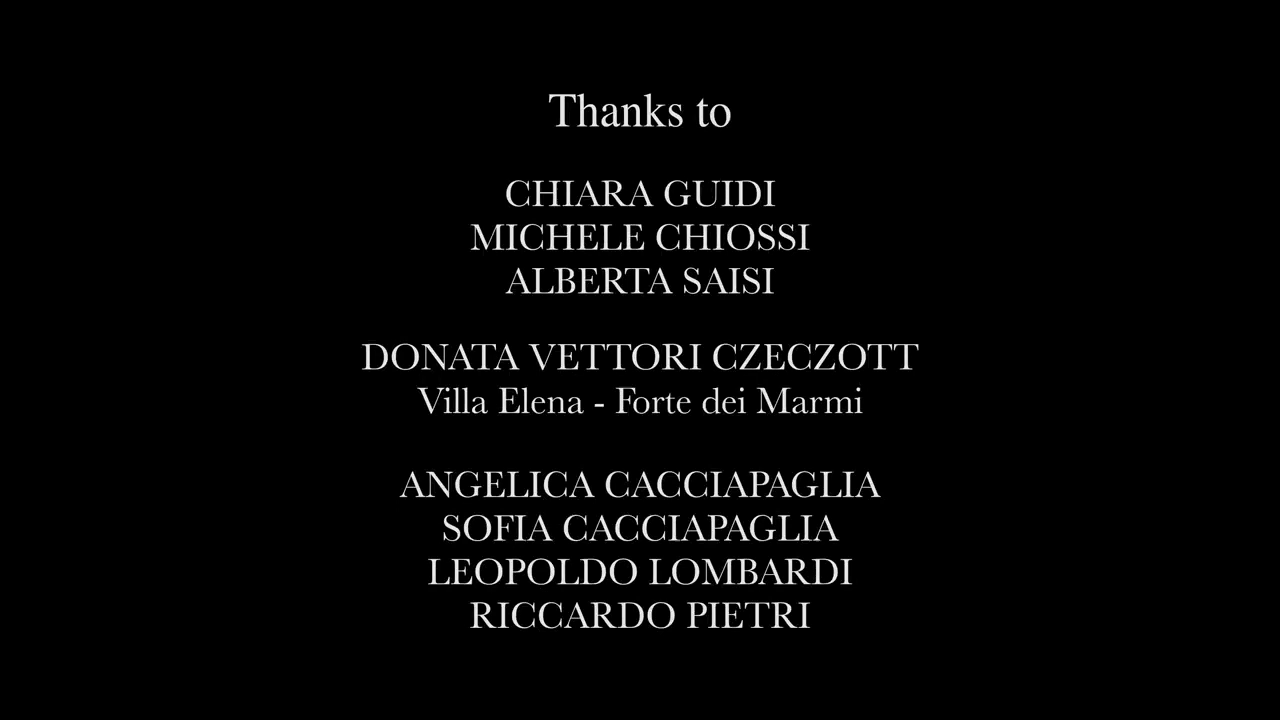 Thanks to
CHIARA GUIDI
MICHELE CHIOSSI
ALBERTA SAISI
DONATA VETTORI CZECZOTT
Villa Elena - Forte dei Marmi
ANGELICA CACCIAPAGLIA
SOFIA CACCIAPAGLIA
LEOPOLDO LOMBARDI
RICCARDO PIETRI